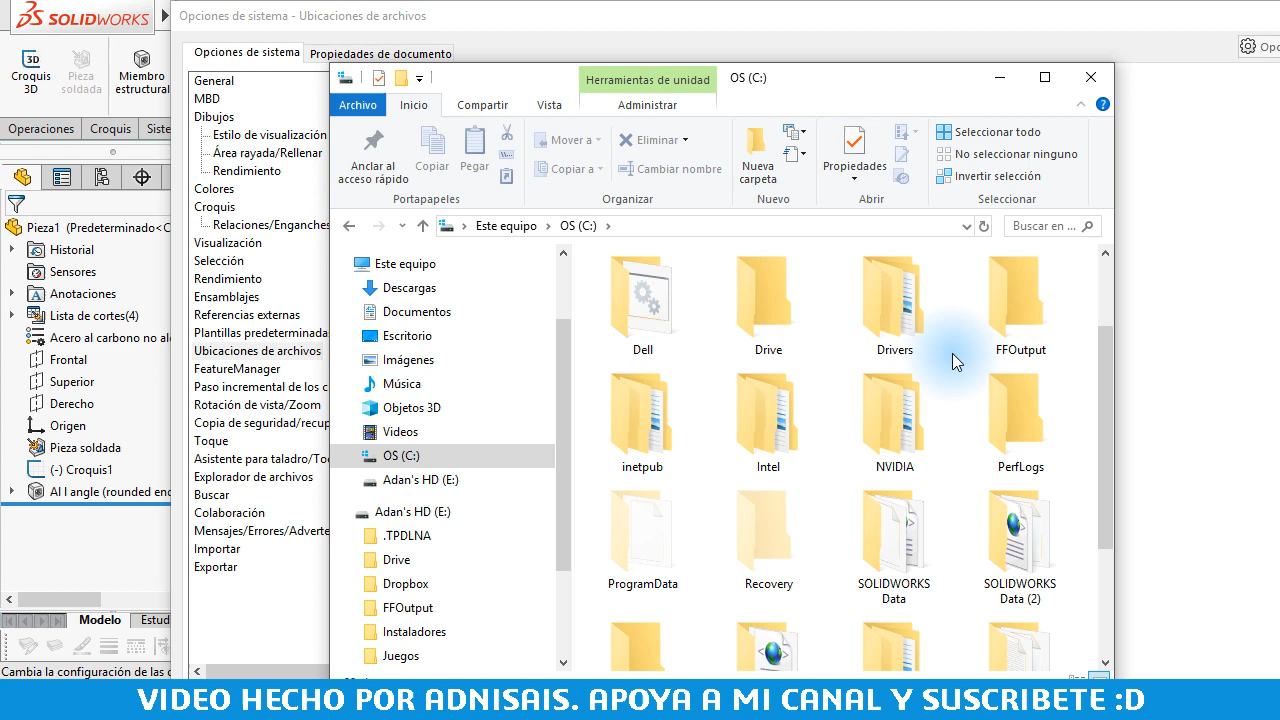 SOLIDWORKS
Opciones de sistema - Ubicaciones de archivos
Opciones de sistema
Propiedades de documento
Croquis
3D
Pieza
soldada
Miembro
estructural
Operaciones
Croquis
Pieza1 (Predeterminado<C
Historial
Sensores
Anotaciones
Lista de cortes(4)
Acero al carbono no al
Frontal
Superior
Derecho
Origen
Pieza soldada
(-) Croquis1
Al I angle (rounded end
Modelo
Cambia la configuración de las
General
MBD
Dibujos
Estilo de visualización
Área rayada/Rellenar
Rendimiento
Colores
Croquis
Relaciones/Enganches
Visualización
Selección
Rendimiento
Ensamblajes
Referencias externas
Plantillas predeterminadas
Ubicaciones de archivos
FeatureManager
Paso incremental de los c
Rotación de vista/Zoom
Copia de seguridad/recup
Toque
Asistente para taladro/To
Explorador de archivos
Buscar
Colaboración
Mensajes/Errores/Adverte
Importar
Exportar
Herramientas de unidad
OS (C:)
Archivo
Inicio
Compartir
Vista
Administrar
Anclar al
acceso rápido
Copiar
Pegar
Portapapeles
Mover a
Copiar a
Eliminar
Cambiar nombre
Organizar
Nueva
carpeta
Nuevo
Propiedades
Abrir
Seleccionar todo
No seleccionar ninguno
Invertir selección
Seleccionar
Este equipo > OS (C:) >
Buscar en ...
Este equipo
Descargas
Documentos
Escritorio
Imágenes
Música
Objetos 3D
Videos
OS (C:)
Adan's HD (E:)
Adan's HD (E:)
.TPDLNA
Drive
Dropbox
FFOutput
Instaladores
Juegos
Dell
Drive
Drivers
FFOutput
inetpub
Intel
NVIDIA
PerfLogs
ProgramData
Recovery
SOLIDWORKS
Data
SOLIDWORKS
Data (2)
VIDEO HECHO POR ADNISAIS. APOYA A MI CANAL Y SUSCRIBETE :D